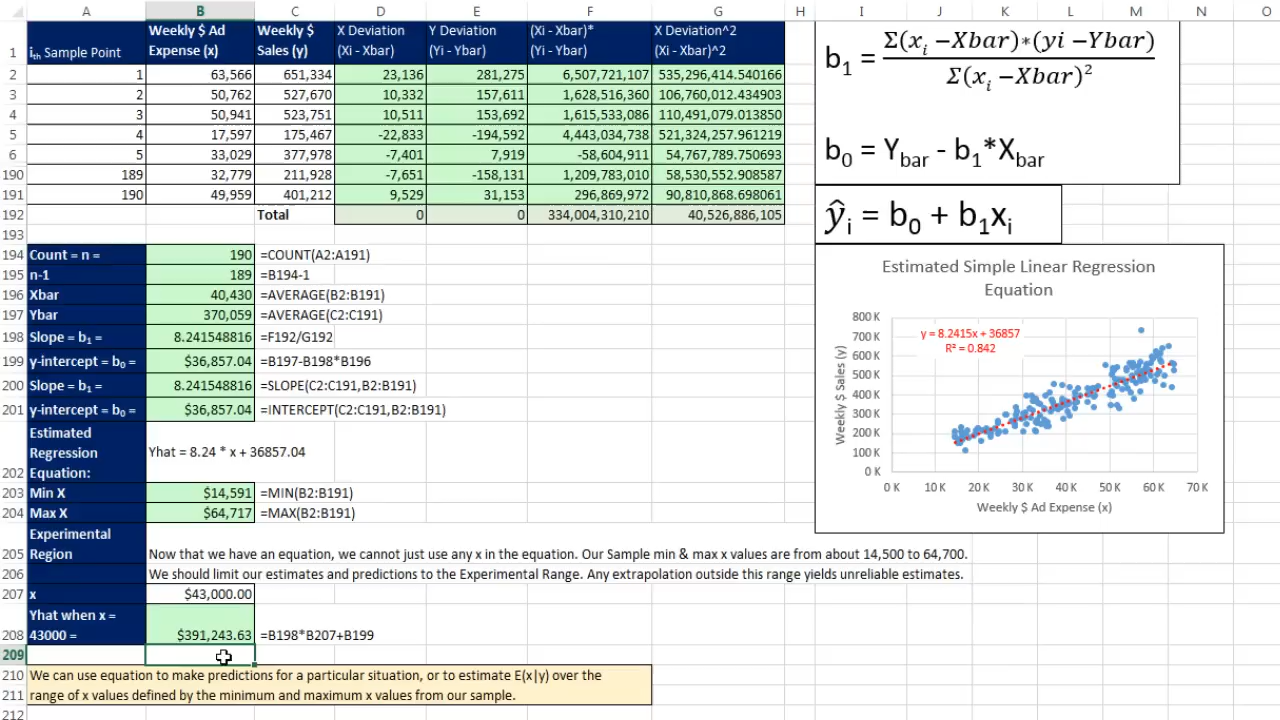 A B C D E F G H I J K L M N O
1 i_th Sample Point Weekly $ Ad Expense (x) Weekly $ Sales (y) X Deviation (Xi - Xbar) Y Deviation (Yi - Ybar) (Xi - Xbar)* (Yi - Ybar) X Deviation^2 (Xi - Xbar)^2
2 1 63,566 651,334 23,136 281,275 6,507,721,107 535,296,414.540166
3 2 50,762 527,670 10,332 157,611 1,628,516,360 106,760,012.434903
4 3 50,941 523,751 10,511 153,692 1,615,533,086 110,491,079.013850
5 4 17,597 175,467 -22,833 -194,592 4,443,034,738 521,324,257.961219
6 5 33,029 377,978 -7,401 7,919 -58,604,911 54,767,789.750693
190 189 32,779 211,928 -7,651 -158,131 1,209,783,010 58,530,552.908587
191 190 49,959 401,212 9,529 31,153 296,869,972 90,810,868.698061
192 Total 0 0 334,004,310,210 40,526,886,105
193
194 Count = n = 190 =COUNT(A2:A191)
195 n-1 189 =B194-1
196 Xbar 40,430 =AVERAGE(B2:B191)
197 Ybar 370,059 =AVERAGE(C2:C191)
198 Slope = b₁ = 8.241548816 =F192/G192
199 y-intercept = b₀ = $36,857.04 =B197-B198*B196
200 Slope = b₁ = 8.241548816 =SLOPE(C2:C191,B2:B191)
201 y-intercept = b₀ = $36,857.04 =INTERCEPT(C2:C191,B2:B191)
Estimated
Regression
202 Equation: Yhat = 8.24 * x + 36857.04
203 Min X $14,591 =MIN(B2:B191)
204 Max X $64,717 =MAX(B2:B191)
Experimental
205 Region Now that we have an equation, we cannot just use any x in the equation. Our Sample min & max x values are from about 14,500 to 64,700.
206 We should limit our estimates and predictions to the Experimental Range. Any extrapolation outside this range yields unreliable estimates.
207 x $43,000.00
Yhat when x =
208 43000 = $391,243.63 =B198*B207+B199
209
210 We can use equation to make predictions for a particular situation, or to estimate E(x|y) over the
211 range of x values defined by the minimum and maximum x values from our sample.
212
b₁ = Σ(xᵢ −Xbar)∗(yi −Ybar)
Σ(xᵢ −Xbar)²
b₀ = Y_bar - b₁*X_bar
ŷᵢ = b₀ + b₁xᵢ
Estimated Simple Linear Regression
Equation
y = 8.2415x + 36857
R² = 0.842
Weekly $ Sales (y)
800 K
700 K
600 K
500 K
400 K
300 K
200 K
100 K
0 K
0 K 10 K 20 K 30 K 40 K 50 K 60 K 70 K
Weekly $ Ad Expense (x)